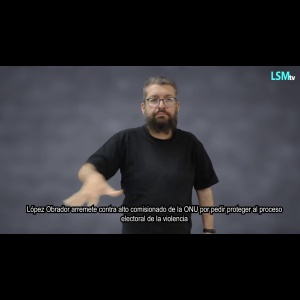 LSMtv
López Obrador arremete contra alto comisionado de la ONU por pedir proteger al proceso
electoral de la violencia